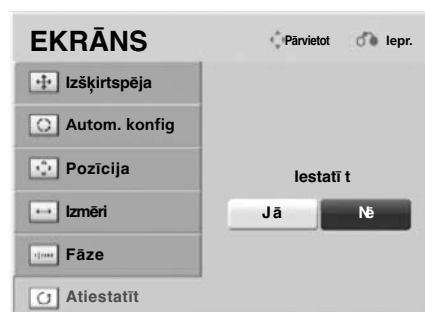 EKRĀNS
Pārvietot Iepr.
Izšķirtspēja
Autom. konfig
Pozīcija
Izmēri
Fāze
Atiestatīt
Iestatī t
Jā Nē